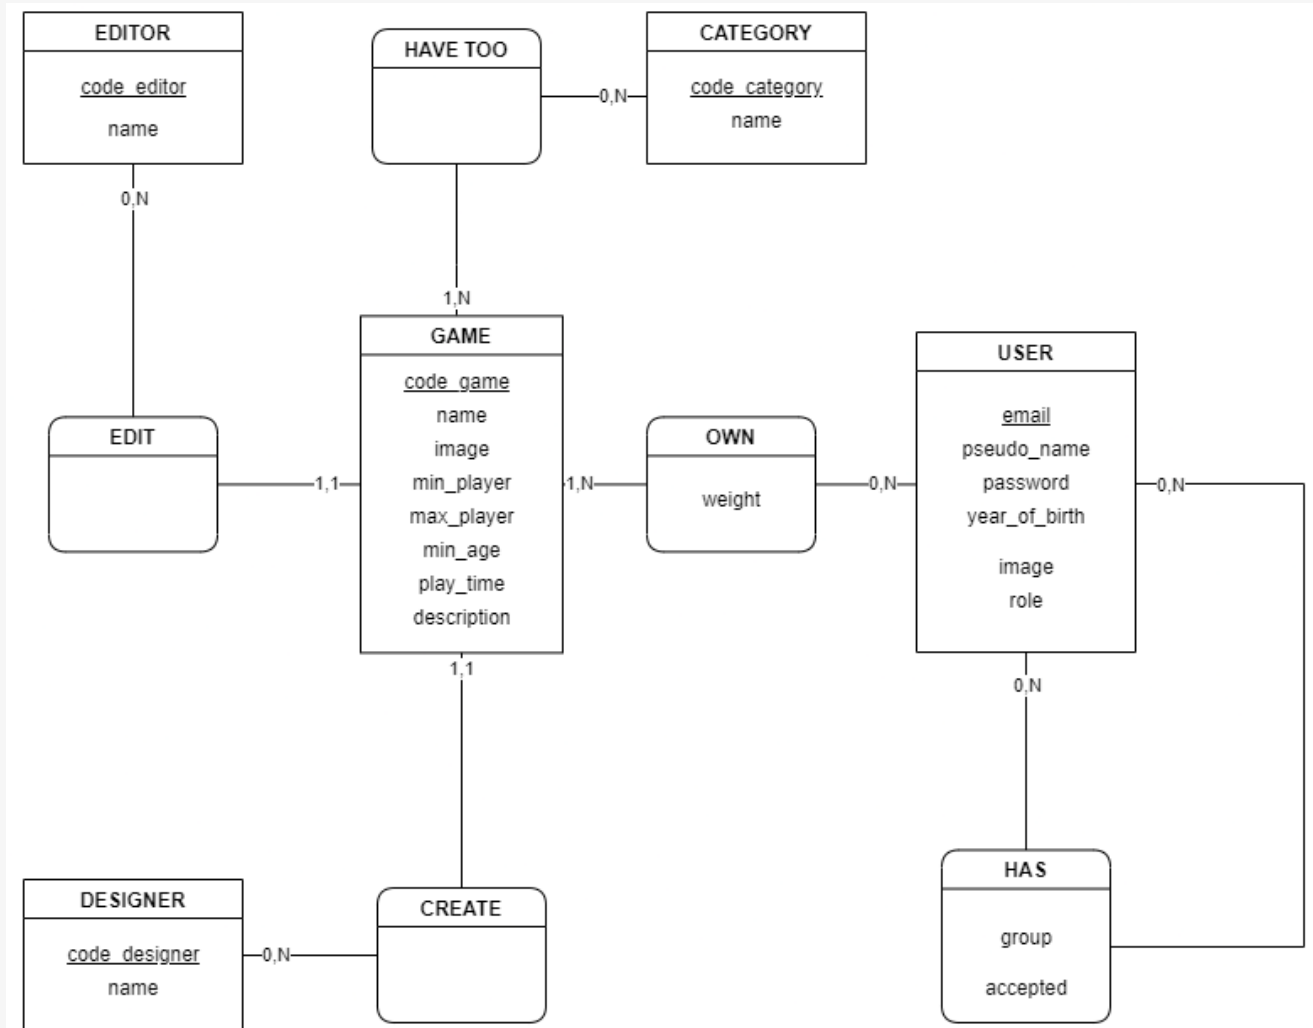 EDITOR
code_editor
name
0,N
HAVE TOO
0,N
CATEGORY
code_category
name
1,N
GAME
code_game
name
image
min_player
max_player
min_age
play_time
description
EDIT
1,1
1,N
OWN
weight
0,N
USER
email
pseudo_name
password
year_of_birth
image
role
0,N
1,1
0,N
DESIGNER
code_designer
name
0,N
CREATE
HAS
group
accepted